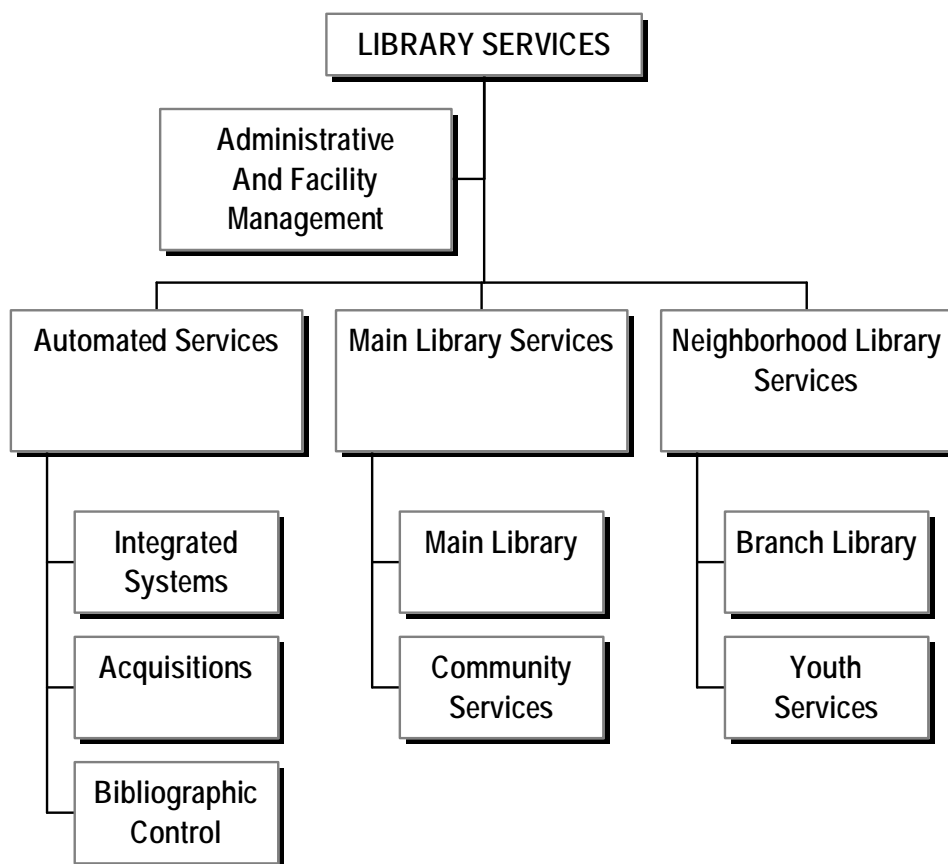 LIBRARY SERVICES
Administrative
And Facility
Management
Automated Services
Main Library Services
Neighborhood Library
Services
Integrated
Systems
Main Library
Branch Library
Acquisitions
Community
Services
Youth
Services
Bibliographic
Control